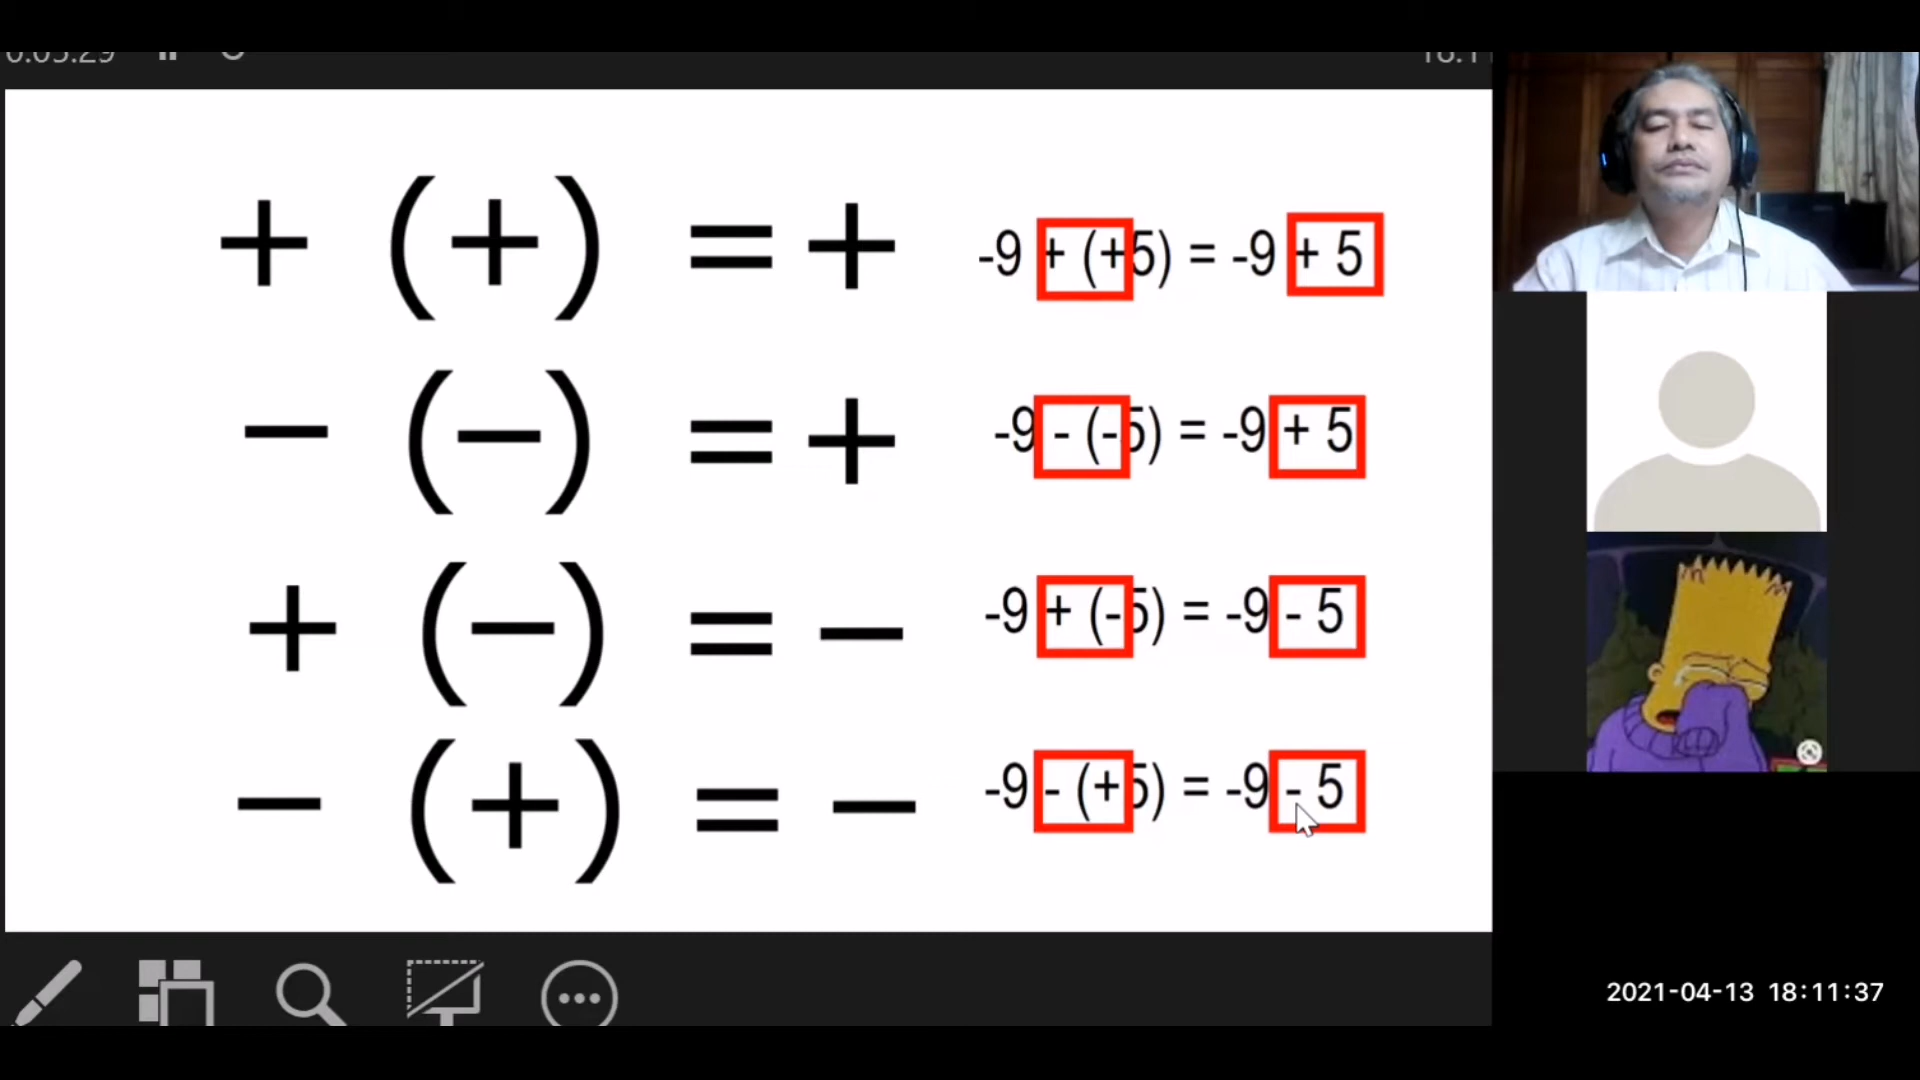 + (+) = + -9 + (+5) = -9 + 5
− (−) = + -9 - (-5) = -9 + 5
+ (−) = − -9 + (-5) = -9 - 5
− (+) = − -9 - (+5) = -9 - 5
2021-04-13 18:11:37